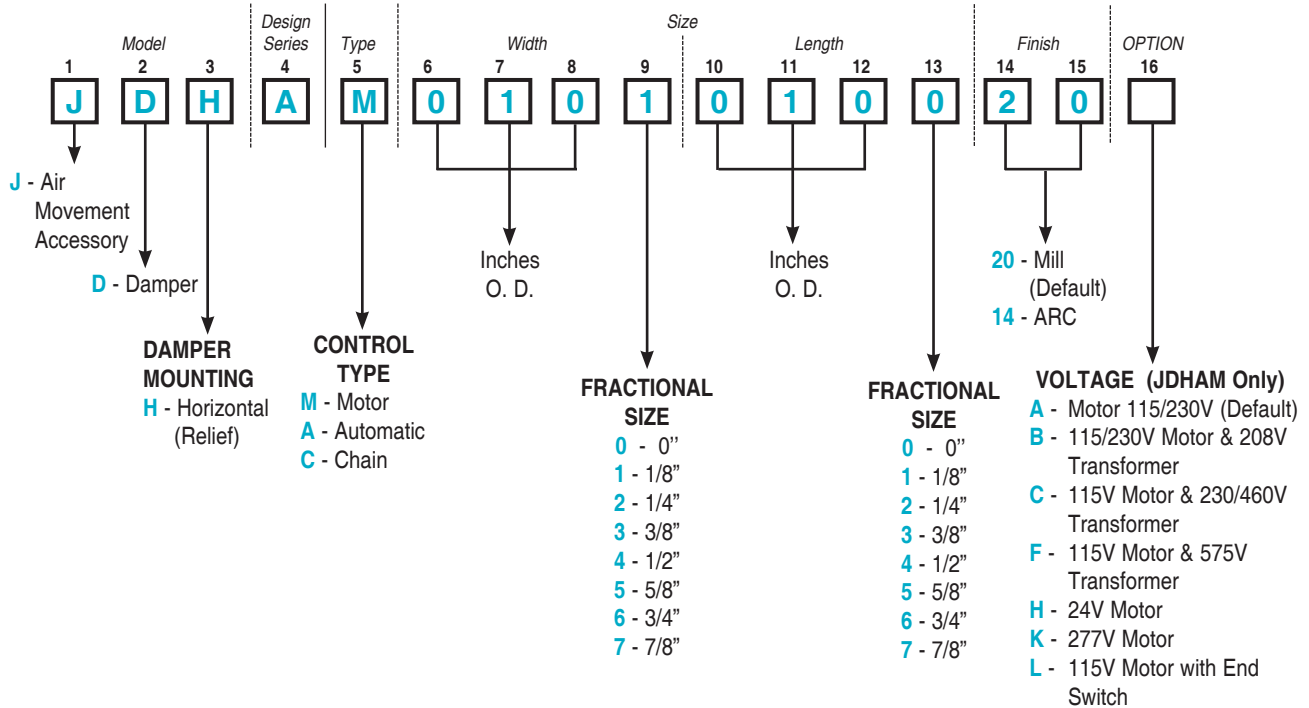 Model
Design Series
Type
Size
Width
Length
Finish
OPTION
1 2 3 4 5 6 7 8 9 10 11 12 13 14 15 16
J D H A M 0 1 0 1 0 1 0 0 2 0
J - Air
Movement
Accessory
D - Damper
DAMPER
MOUNTING
H - Horizontal
(Relief)
CONTROL
TYPE
M - Motor
A - Automatic
C - Chain
Inches
O. D.
FRACTIONAL
SIZE
0 - 0"
1 - 1/8"
2 - 1/4"
3 - 3/8"
4 - 1/2"
5 - 5/8"
6 - 3/4"
7 - 7/8"
Inches
O. D.
FRACTIONAL
SIZE
0 - 0"
1 - 1/8"
2 - 1/4"
3 - 3/8"
4 - 1/2"
5 - 5/8"
6 - 3/4"
7 - 7/8"
20 - Mill
(Default)
14 - ARC
VOLTAGE (JDHAM Only)
A - Motor 115/230V (Default)
B - 115/230V Motor & 208V
Transformer
C - 115V Motor & 230/460V
Transformer
F - 115V Motor & 575V
Transformer
H - 24V Motor
K - 277V Motor
L - 115V Motor with End
Switch